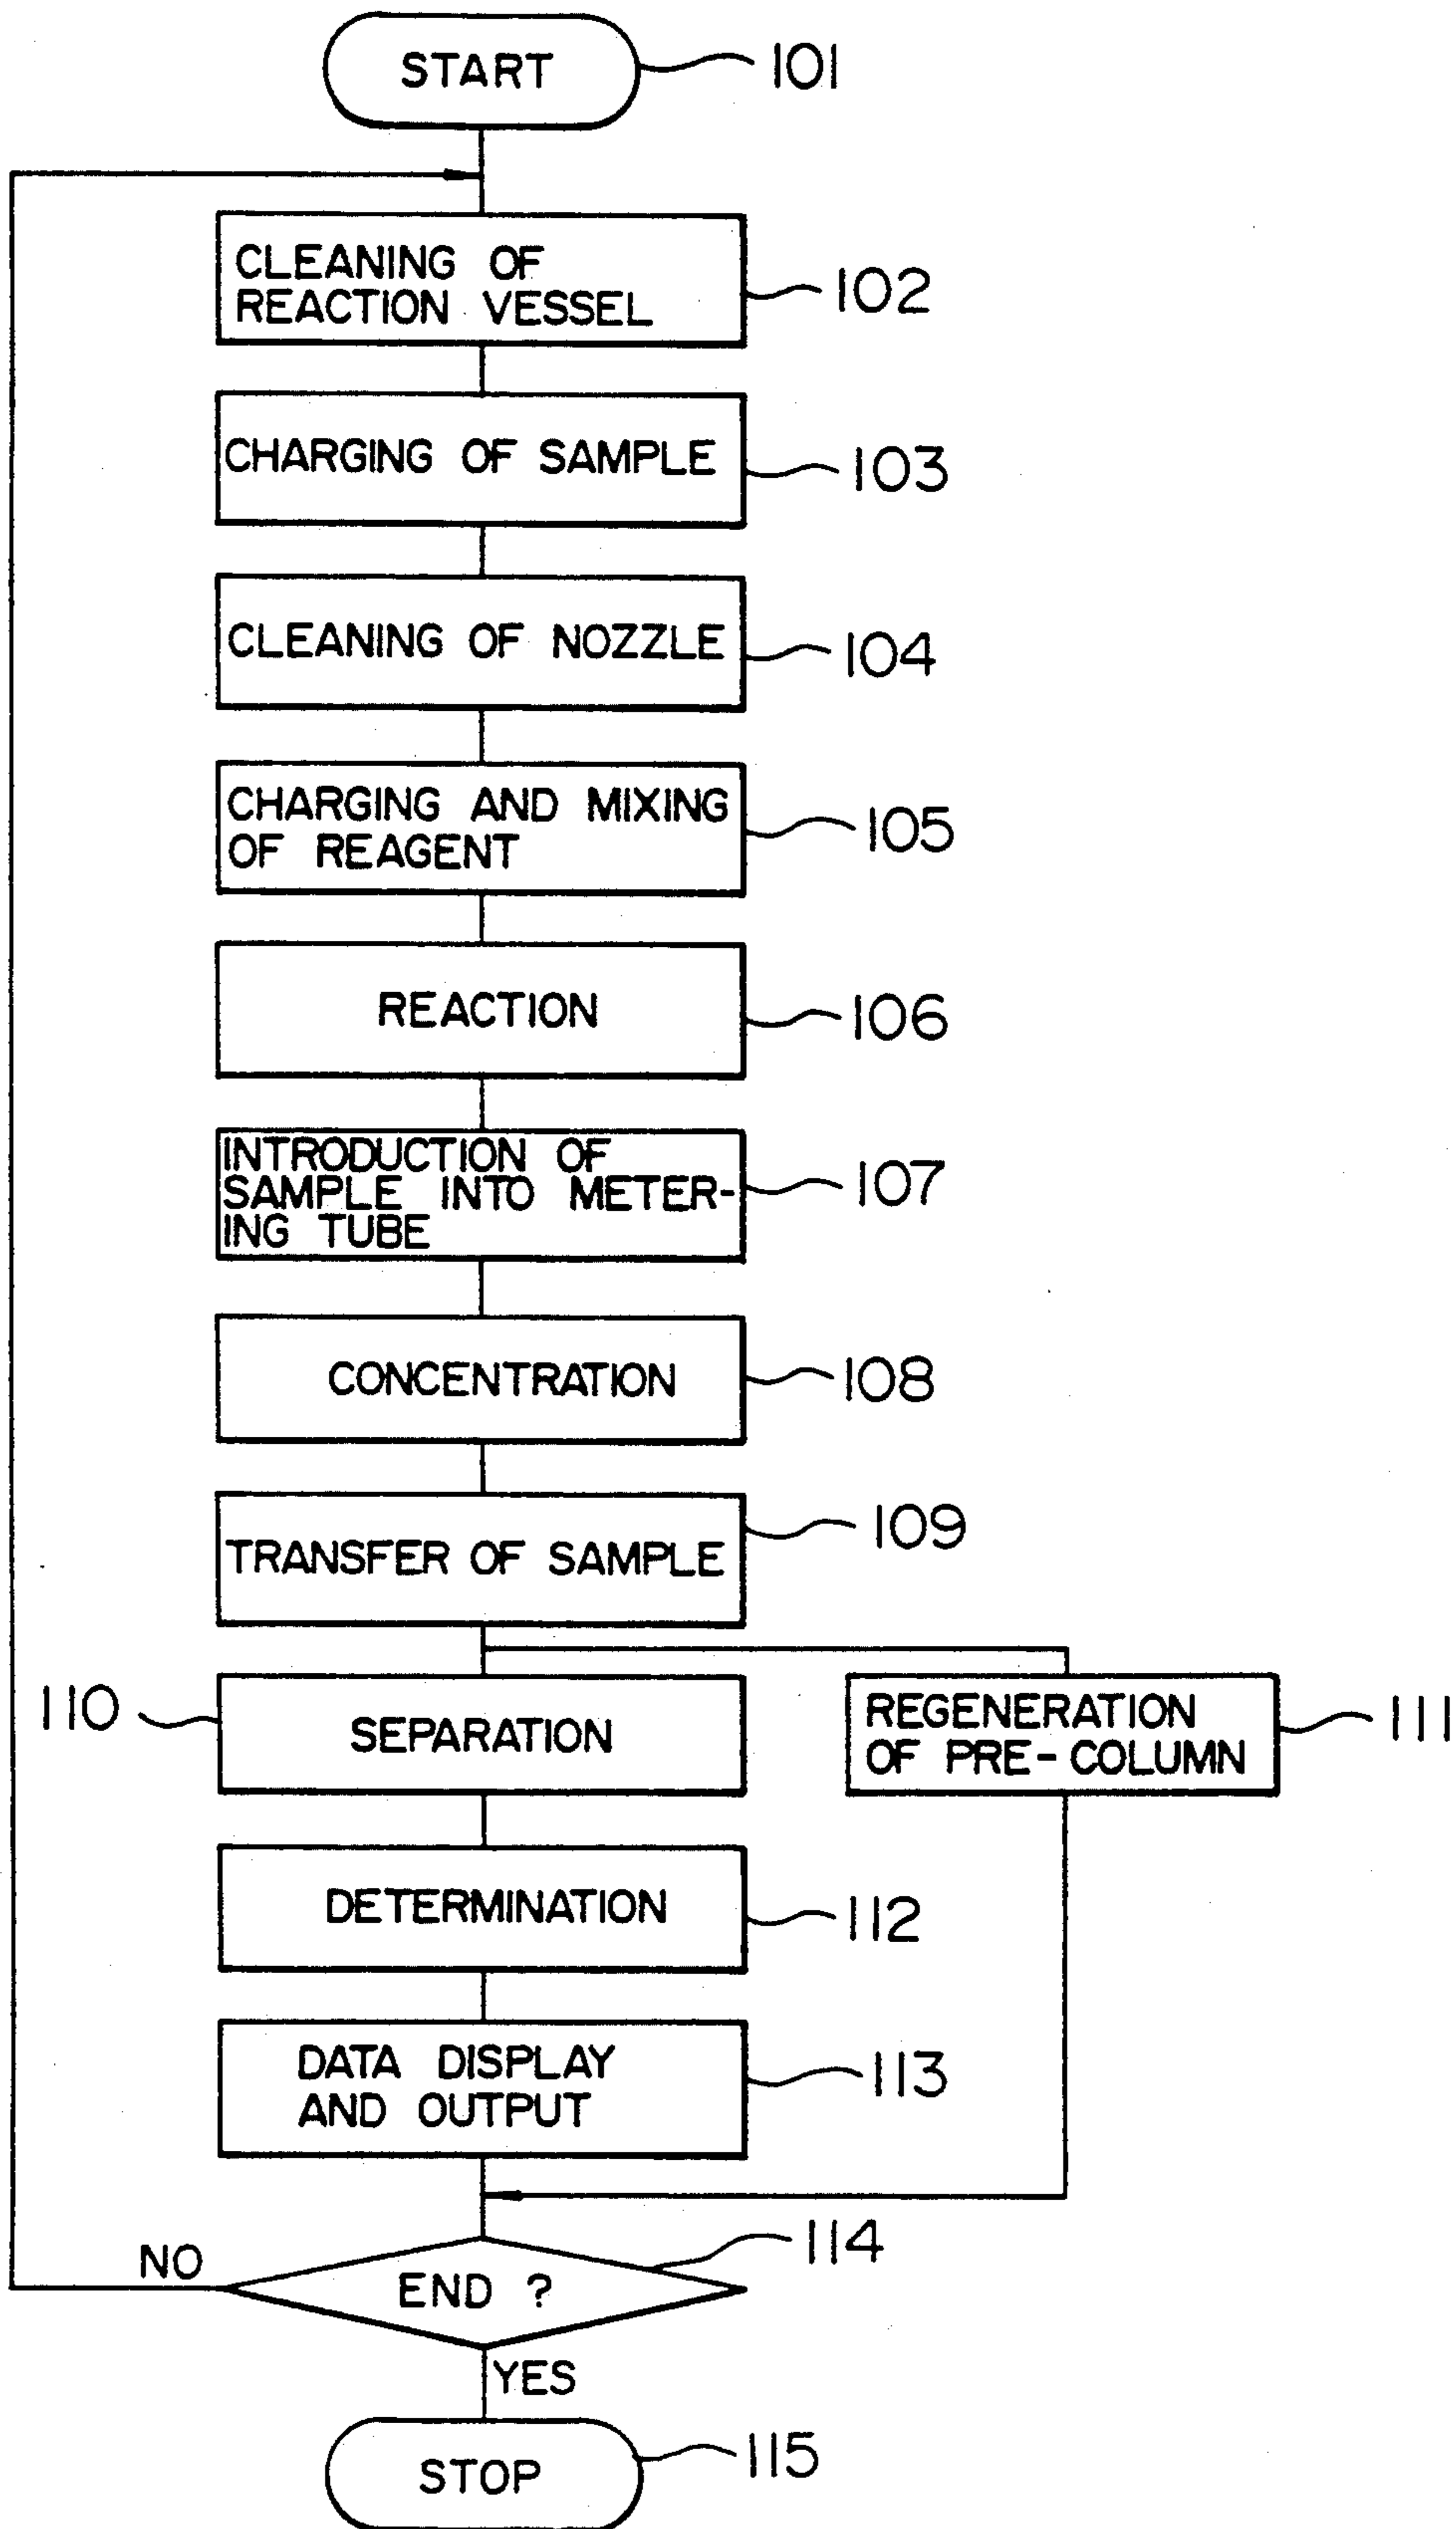 START
101
CLEANING OF
REACTION VESSEL
102
CHARGING OF SAMPLE
103
CLEANING OF NOZZLE
104
CHARGING AND MIXING
OF REAGENT
105
REACTION
106
INTRODUCTION OF
SAMPLE INTO METER-
ING TUBE
107
CONCENTRATION
108
TRANSFER OF SAMPLE
109
110
SEPARATION
REGENERATION
OF PRE-COLUMN
111
DETERMINATION
112
DATA DISPLAY
AND OUTPUT
113
114
NO
END ?
YES
STOP
115